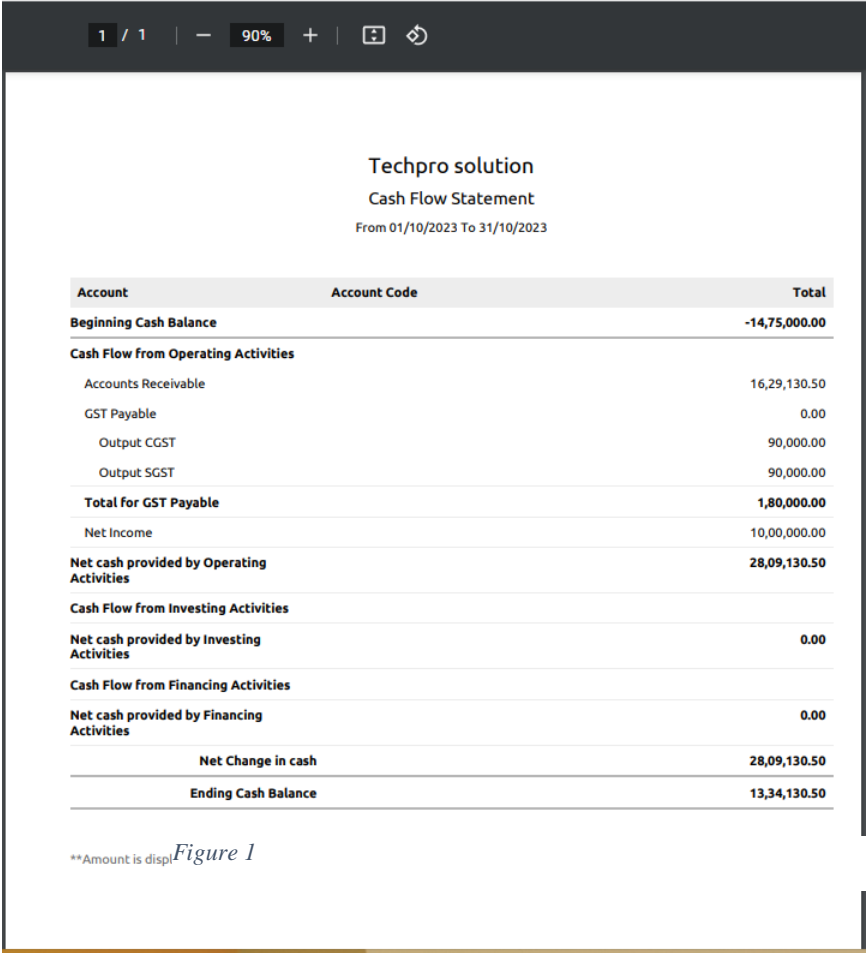 1 / 1 | — 90% + |
Techpro solution
Cash Flow Statement
From 01/10/2023 To 31/10/2023
Account Account Code Total
Beginning Cash Balance -14,75,000.00
Cash Flow from Operating Activities
Accounts Receivable 16,29,130.50
GST Payable 0.00
Output CGST 90,000.00
Output SGST 90,000.00
Total for GST Payable 1,80,000.00
Net Income 10,00,000.00
Net cash provided by Operating 28,09,130.50
Activities
Cash Flow from Investing Activities
Net cash provided by Investing 0.00
Activities
Cash Flow from Financing Activities
Net cash provided by Financing 0.00
Activities
Net Change in cash 28,09,130.50
Ending Cash Balance 13,34,130.50
**Amount is displ Figure 1